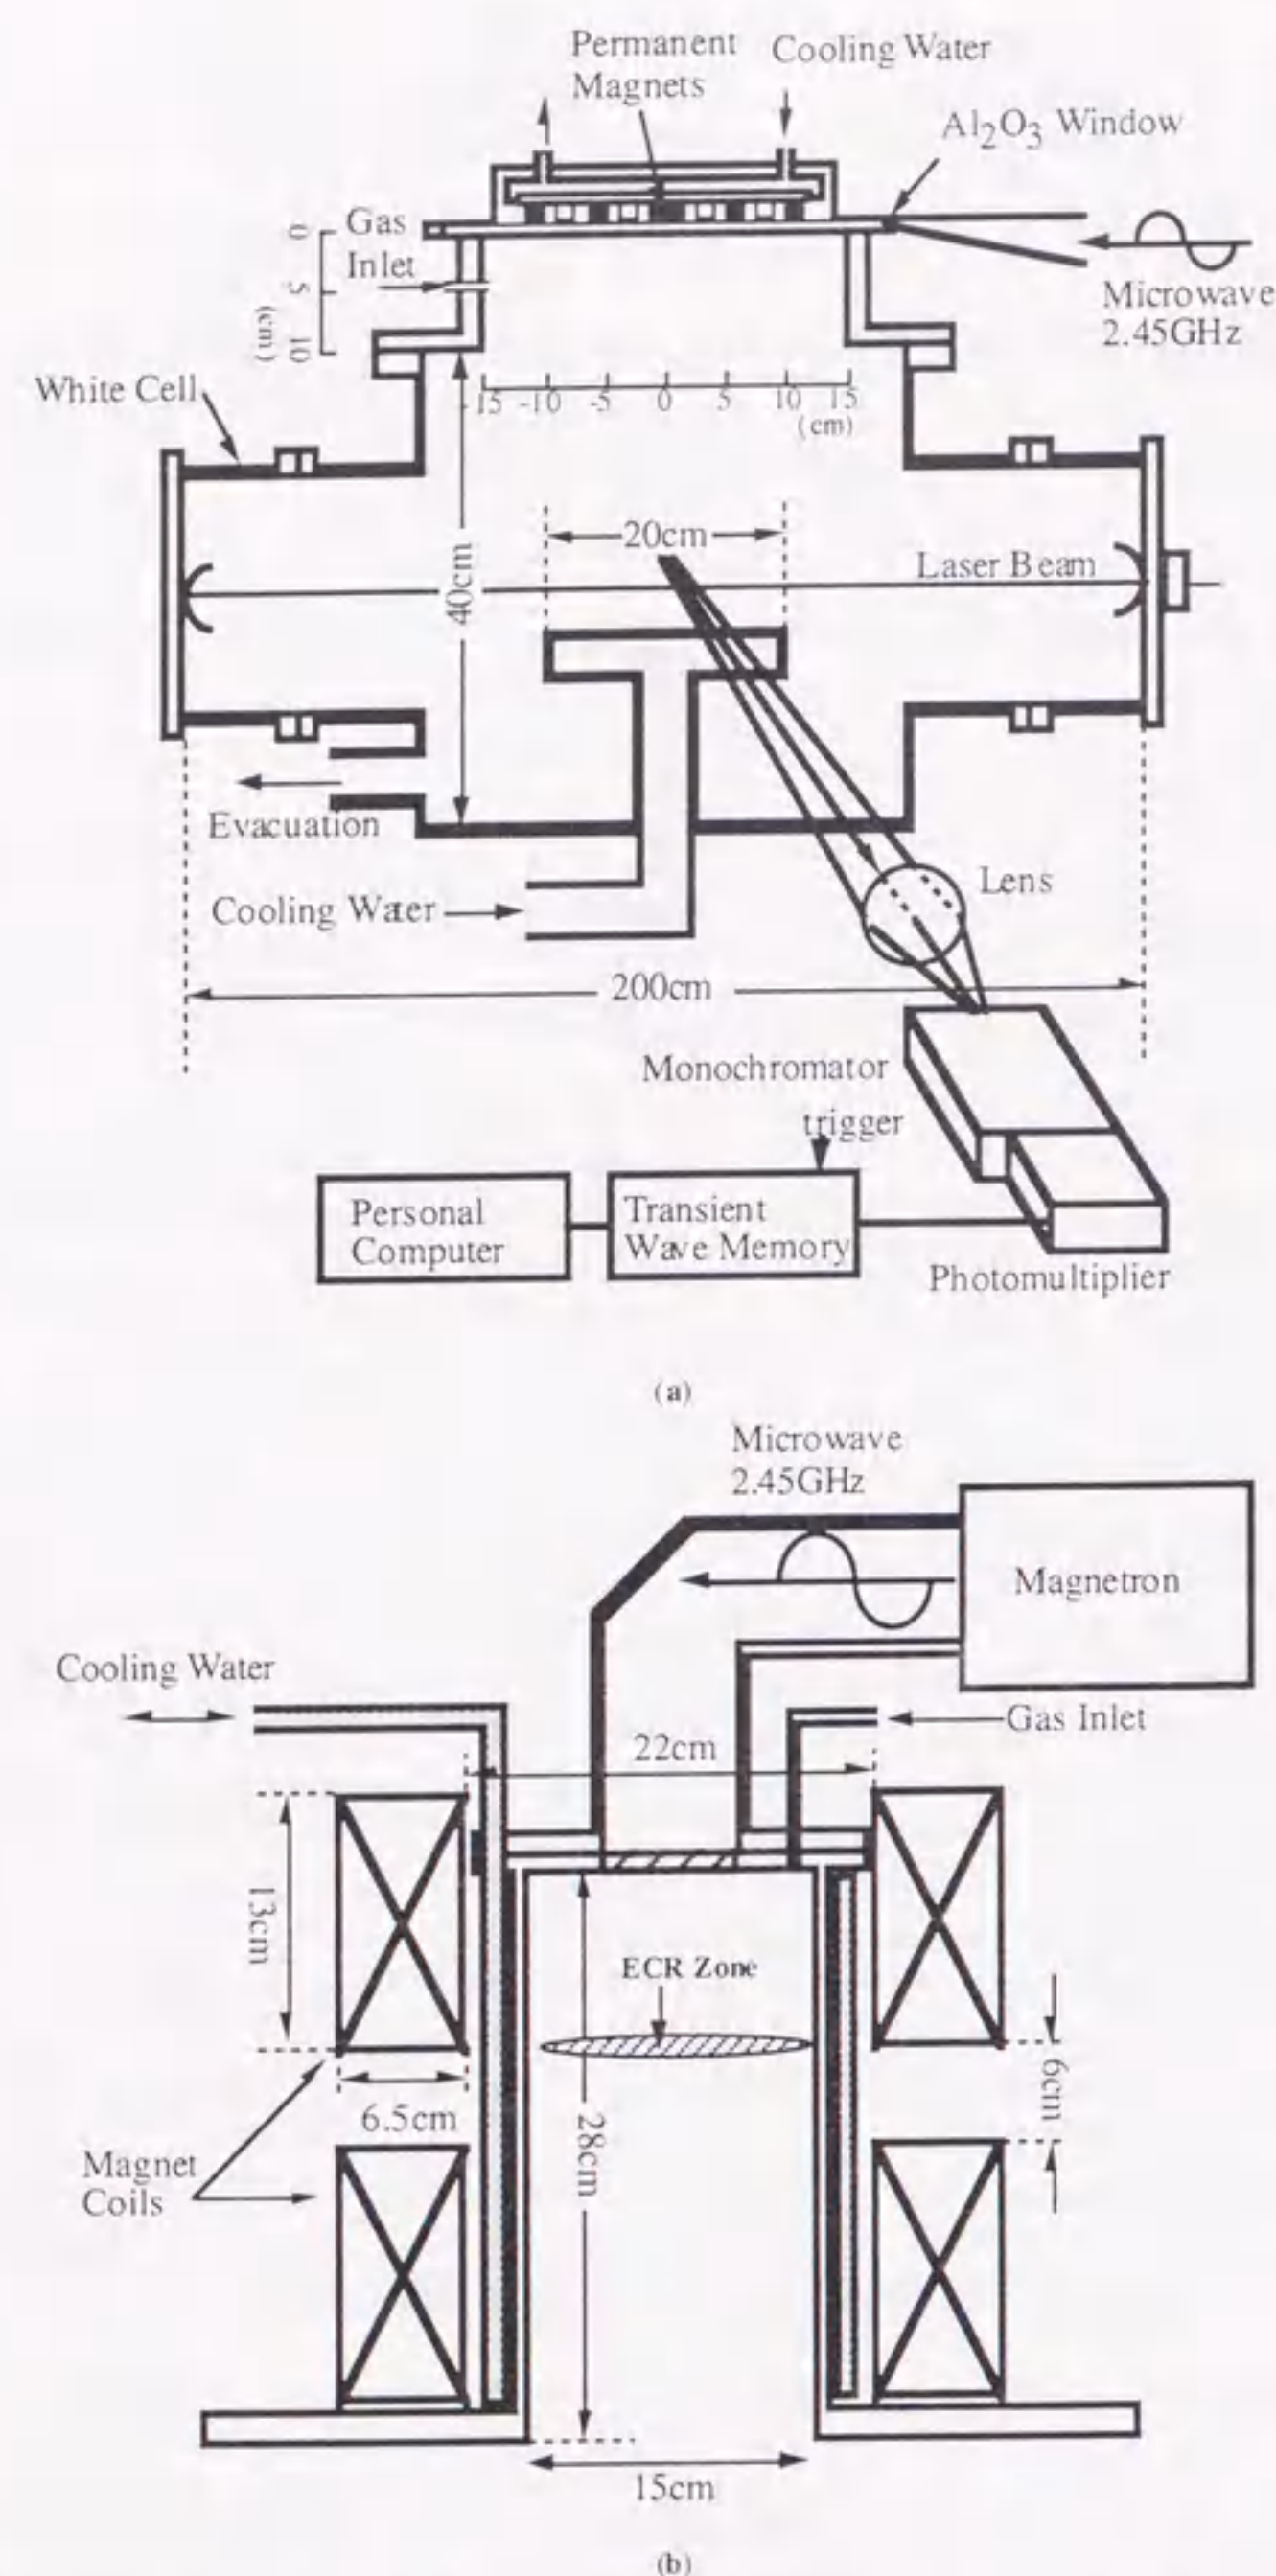 Permanent
Magnets
Cooling Water
Al2O3 Window
Gas
Inlet
0
5
10
(cm)
Microwave
2.45GHz
White Cell
-15 -10 -5 0 5 10 15
(cm)
20cm
40cm
Laser Beam
Evacuation
Cooling Water
Lens
200cm
Monochromator
trigger
Personal
Computer
Transient
Wave Memory
Photomultiplier
(a)
Microwave
2.45GHz
Magnetron
Cooling Water
Gas Inlet
22cm
13cm
ECR Zone
6cm
6.5cm
28cm
Magnet
Coils
15cm
(b)